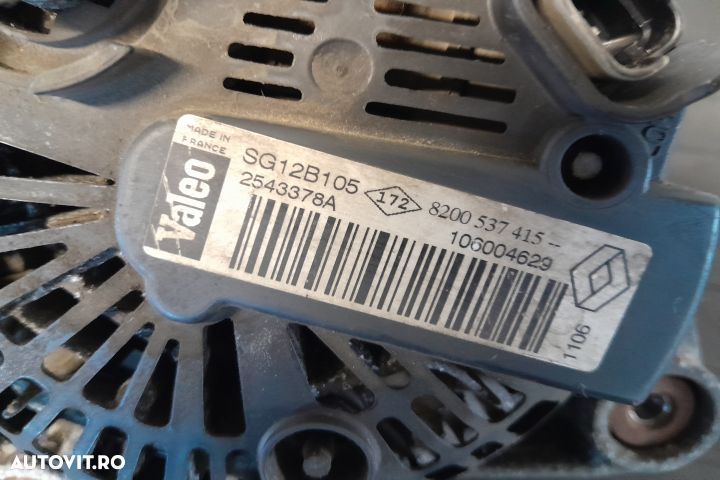 MADE IN
FRANCE
Valeo
SG12B105
2543378A
172
8200 537 415 --
106004629
1106
AUTOVIT.RO